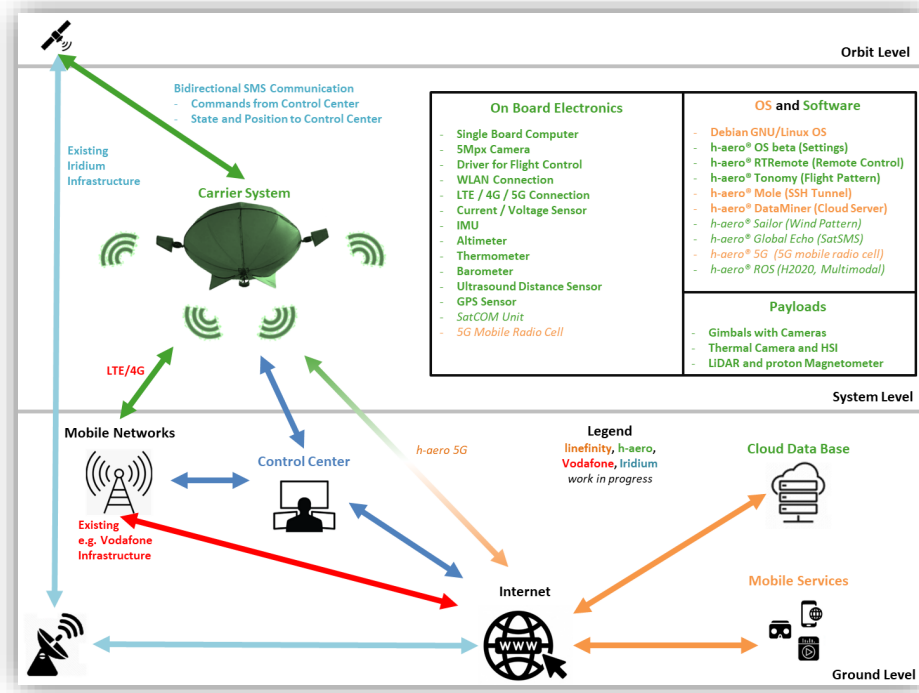 Orbit Level
Bidirectional SMS Communication
- Commands from Control Center
- State and Position to Control Center
Existing
Iridium
Infrastructure
Carrier System
On Board Electronics
- Single Board Computer
- 5Mpx Camera
- Driver for Flight Control
- WLAN Connection
- LTE / 4G / 5G Connection
- Current / Voltage Sensor
- IMU
- Altimeter
- Thermometer
- Barometer
- Ultrasound Distance Sensor
- GPS Sensor
- SatCOM Unit
- 5G Mobile Radio Cell
OS and Software
- Debian GNU/Linux OS
- h-aero® OS beta (Settings)
- h-aero® RTRemote (Remote Control)
- h-aero® Tonomy (Flight Pattern)
- h-aero® Mole (SSH Tunnel)
- h-aero® DataMiner (Cloud Server)
- h-aero® Sailor (Wind Pattern)
- h-aero® Global Echo (SatSMS)
- h-aero® 5G (5G mobile radio cell)
- h-aero® ROS (H2020, Multimodal)
Payloads
- Gimbals with Cameras
- Thermal Camera and HSI
- LiDAR and proton Magnetometer
System Level
LTE/4G
Mobile Networks
Control Center
h-aero 5G
Legend
linefinity, h-aero,
Vodafone, Iridium
work in progress
Cloud Data Base
Existing
e.g. Vodafone
Infrastructure
Internet
WWW
Mobile Services
Ground Level